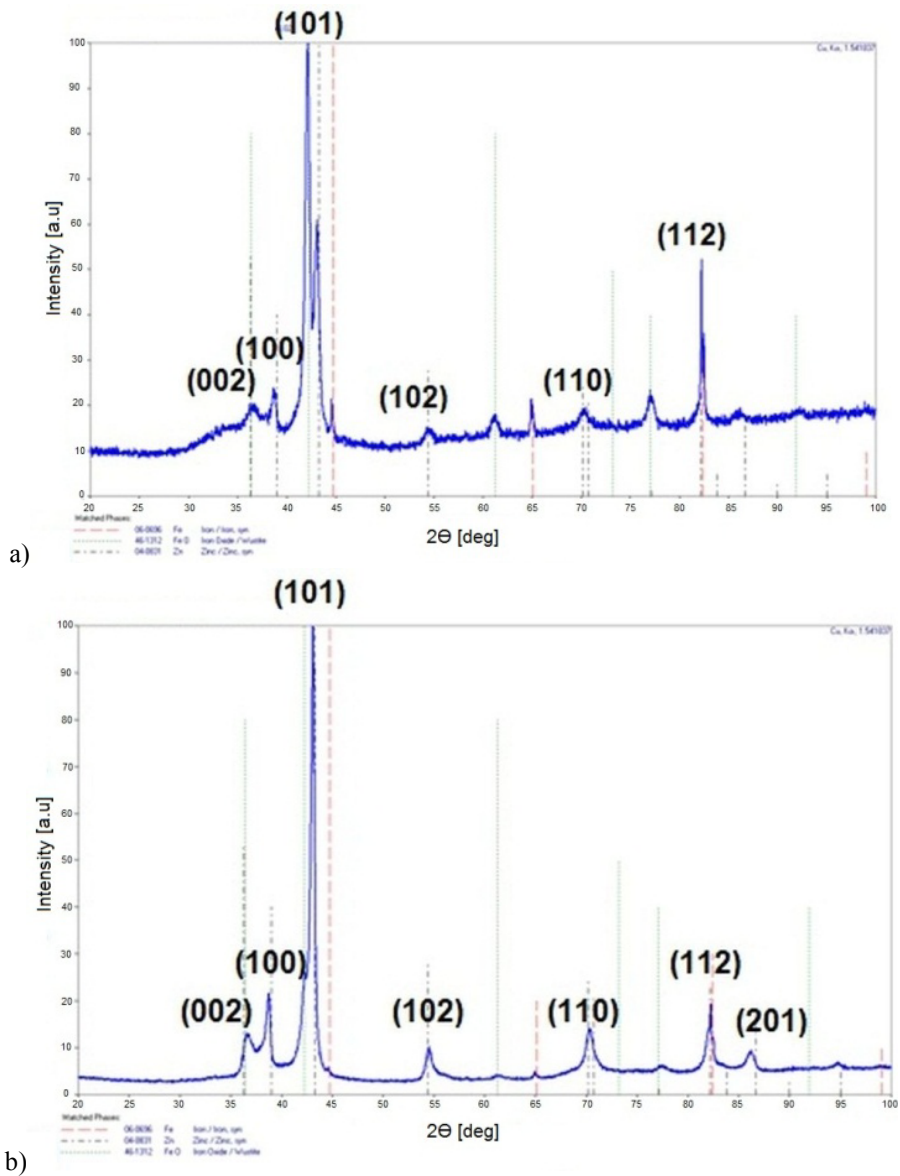 (101)
Cu, Kα, 1.541837
100
90
80
70
60
50
40
30
20
10
0
Intensity [a.u]
(002)
(100)
(102)
(110)
(112)
20 25 30 35 40 45 50 55 60 65 70 75 80 85 90 95 100
2Θ [deg]
Matched Phases:
06-0696 Fe Iron / Iron, syn
46-1312 Fe O Iron Oxide / Wustite
04-0831 Zn Zinc / Zinc, syn
a)
(101)
Cu, Kα, 1.541837
100
90
80
70
60
50
40
30
20
10
0
Intensity [a.u]
(002)
(100)
(102)
(110)
(112)
(201)
20 25 30 35 40 45 50 55 60 65 70 75 80 85 90 95 100
2Θ [deg]
Matched Phases:
06-0696 Fe Iron / Iron, syn
04-0831 Zn Zinc / Zinc, syn
46-1312 Fe O Iron Oxide / Wustite
b)